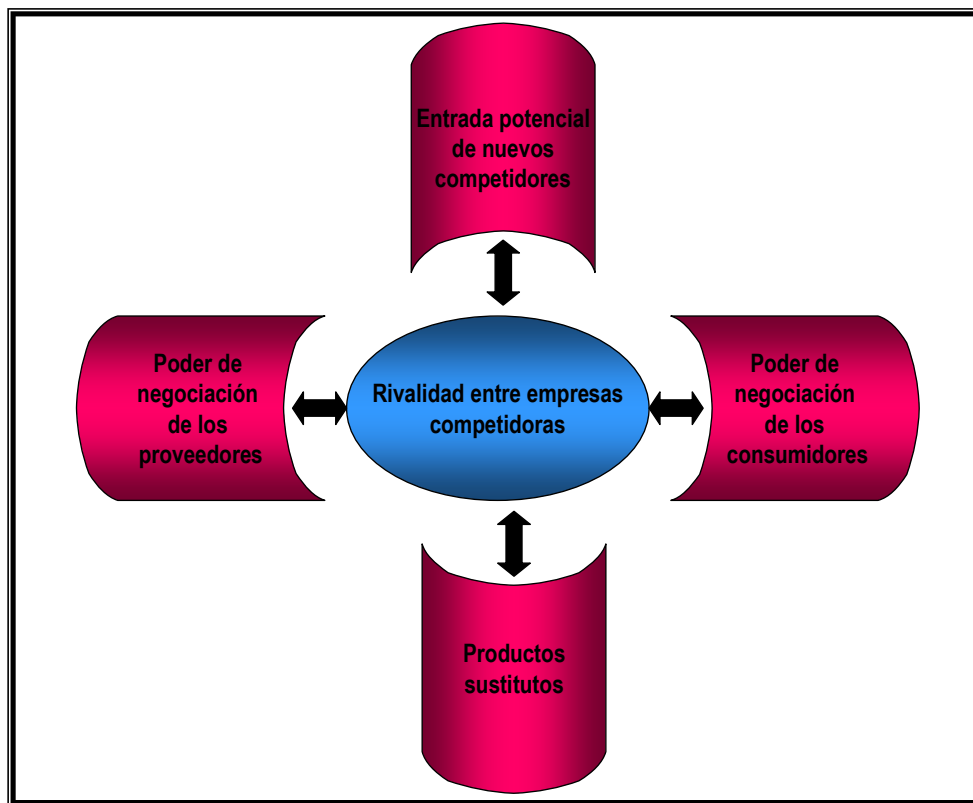 Entrada potencial
de nuevos
competidores
Poder de
negociación
de los
proveedores
Rivalidad entre empresas
competidoras
Poder de
negociación
de los
consumidores
Productos
sustitutos